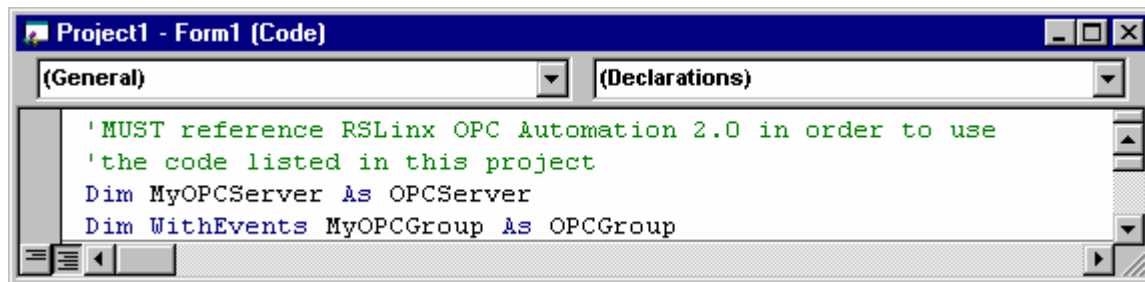 Project1 - Form1 (Code)
(General) (Declarations)
'MUST reference RSLinx OPC Automation 2.0 in order to use
'the code listed in this project
Dim MyOPCServer As OPCServer
Dim WithEvents MyOPCGroup As OPCGroup